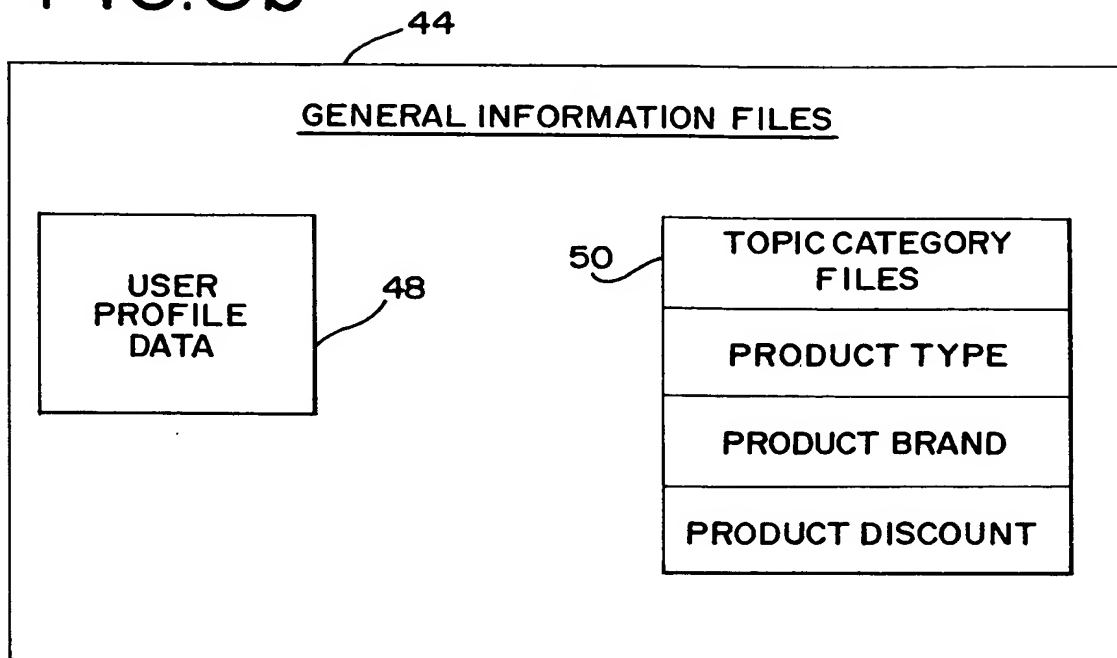 44
GENERAL INFORMATION FILES
USER
PROFILE
DATA
48
50
TOPIC CATEGORY
FILES
PRODUCT TYPE
PRODUCT BRAND
PRODUCT DISCOUNT